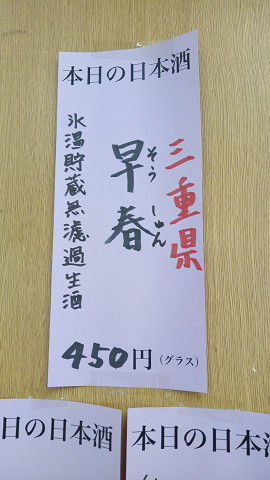 本日の日本酒
三重県
早春
そうしゅん
氷温貯蔵無濾過生酒
450円（グラス）
日の日本酒
本日の日本酒